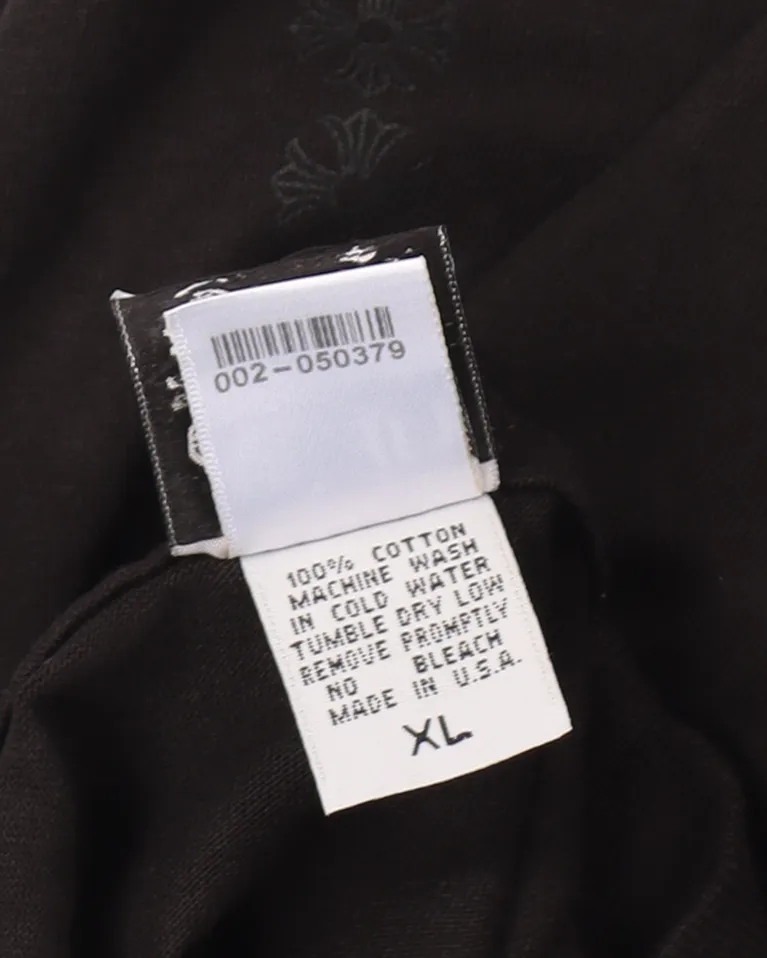 002-050379
100% COTTON
MACHINE WASH
IN COLD WATER
TUMBLE DRY LOW
REMOVE PROMPTLY
NO BLEACH
MADE IN U.S.A.
XL